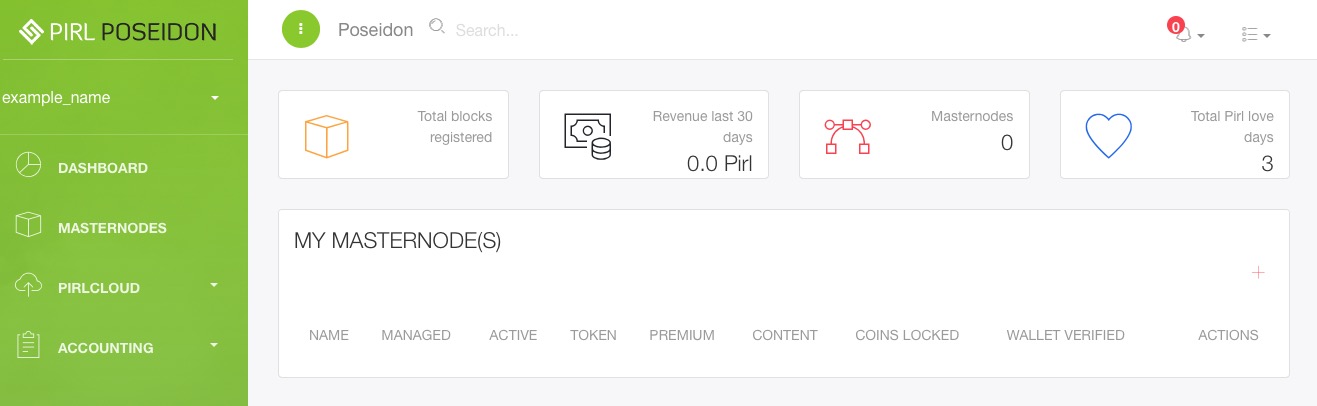 PIRL POSEIDON
Poseidon
Search...
0
example_name
DASHBOARD
MASTERNODES
PIRLCLOUD
ACCOUNTING
Total blocks
registered
Revenue last 30
days
0.0 Pirl
Masternodes
0
Total Pirl love
days
3
MY MASTERNODE(S)
+
NAME MANAGED ACTIVE TOKEN PREMIUM CONTENT COINS LOCKED WALLET VERIFIED ACTIONS